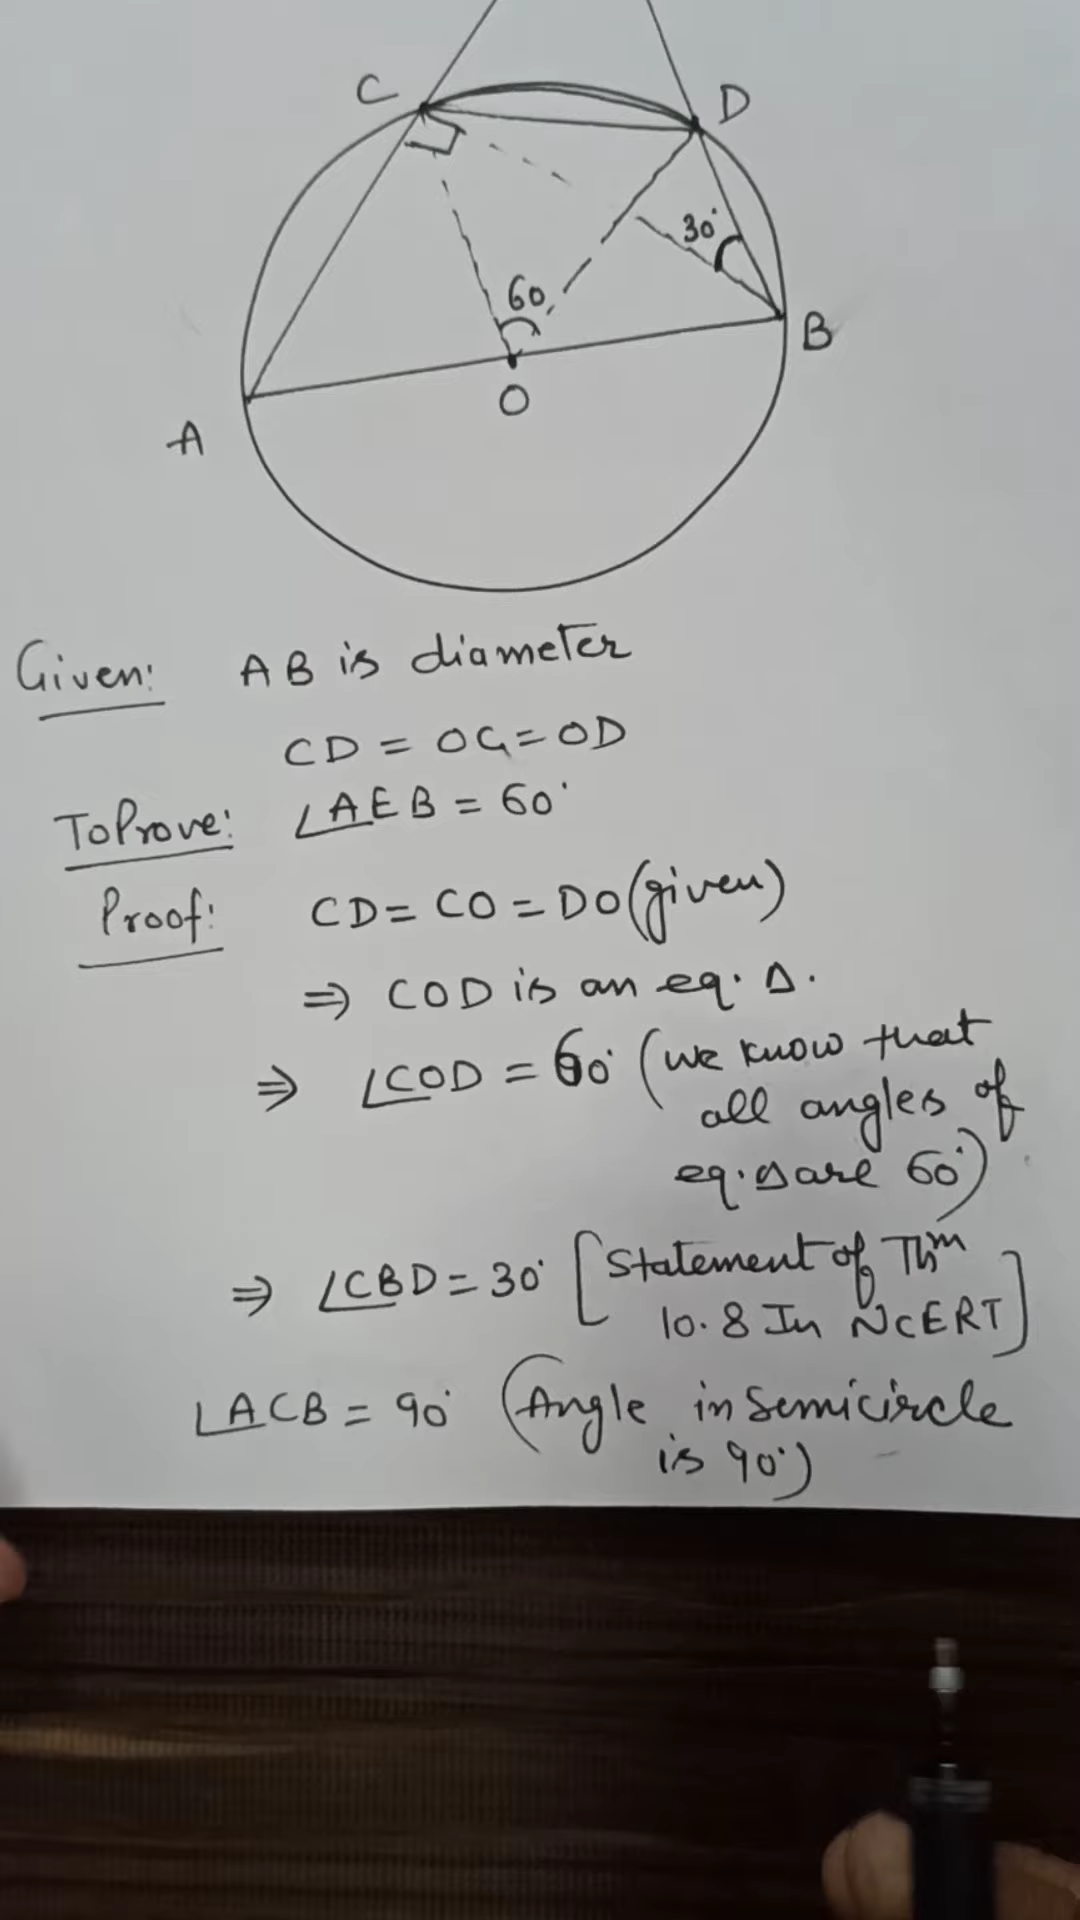 C
D
30°
60
B
O
A
Given: AB is diameter
CD = OC = OD
To Prove: ∠AEB = 60°
Proof: CD = CO = DO (given)
⇒ COD is an eq. Δ.
⇒ ∠COD = 60° (we know that
all angles of
eq. Δ are 60°)
⇒ ∠CBD = 30° [Statement of Thm
10.8 In NCERT]
∠ACB = 90° (Angle in Semicircle
is 90°)